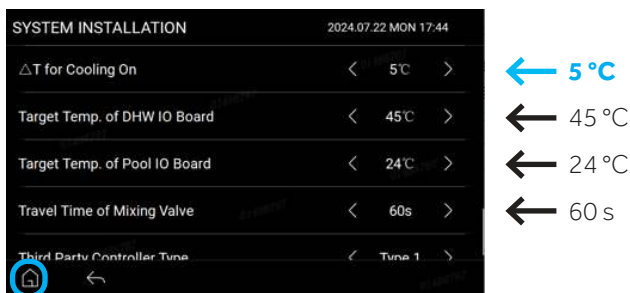 SYSTEM INSTALLATION 2024.07.22 MON 17:44
△T for Cooling On < 5℃ > 5 °C
Target Temp. of DHW IO Board < 45℃ > 45 °C
Target Temp. of Pool IO Board < 24℃ > 24 °C
Travel Time of Mixing Valve < 60s > 60 s
Third Party Controller Type < Type 1 >